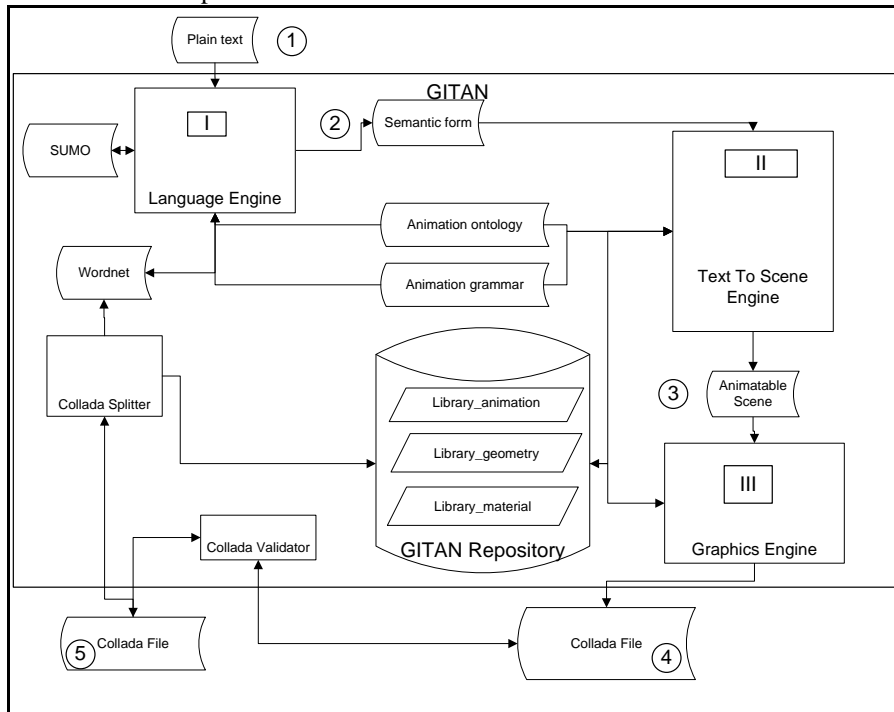 Plain text
1
GITAN
I
Language Engine
2
Semantic form
SUMO
II
Text To Scene
Engine
Animation ontology
Animation grammar
Wordnet
Collada Splitter
Library_animation
Library_geometry
Library_material
GITAN Repository
3
Animatable
Scene
III
Graphics Engine
Collada Validator
5
Collada File
Collada File
4